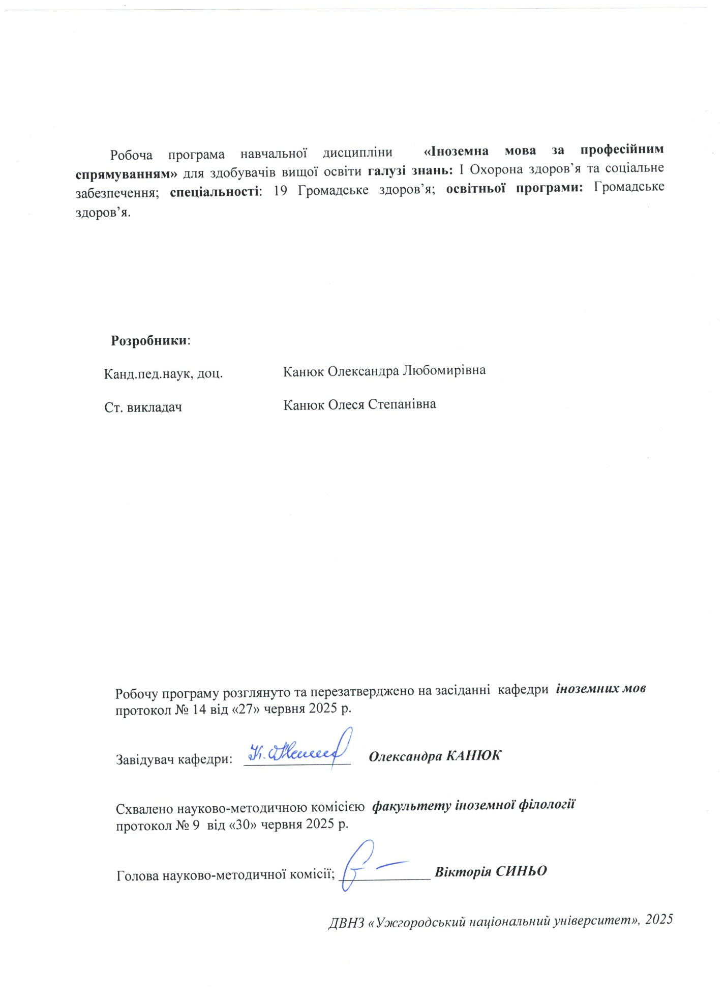 Робоча програма навчальної дисципліни «Іноземна мова за професійним
спрямуванням» для здобувачів вищої освіти галузі знань: І Охорона здоров’я та соціальне
забезпечення; спеціальності: 19 Громадське здоров’я; освітньої програми: Громадське
здоров’я.
Розробники:
Канд.пед.наук, доц. Канюк Олександра Любомирівна
Ст. викладач Канюк Олеся Степанівна
Робочу програму розглянуто та перезатверджено на засіданні кафедри іноземних мов
протокол № 14 від «27» червня 2025 р.
Завідувач кафедри: Олександра КАНЮК
Схвалено науково-методичною комісією факультету іноземної філології
протокол № 9 від «30» червня 2025 р.
Голова науково-методичної комісії; Вікторія СИНЬО
ДВНЗ «Ужгородський національний університет», 2025